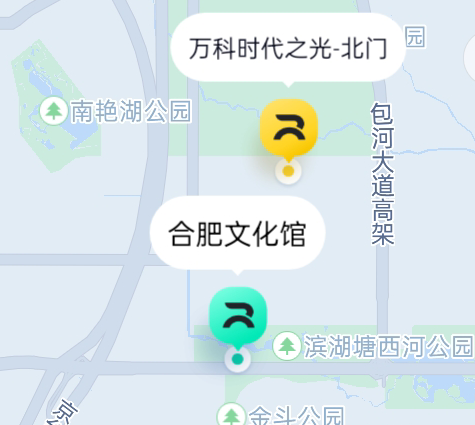 万科时代之光-北门
园
南艳湖公园
包河大道高架
合肥文化馆
滨湖塘西河公园
京
金斗公园